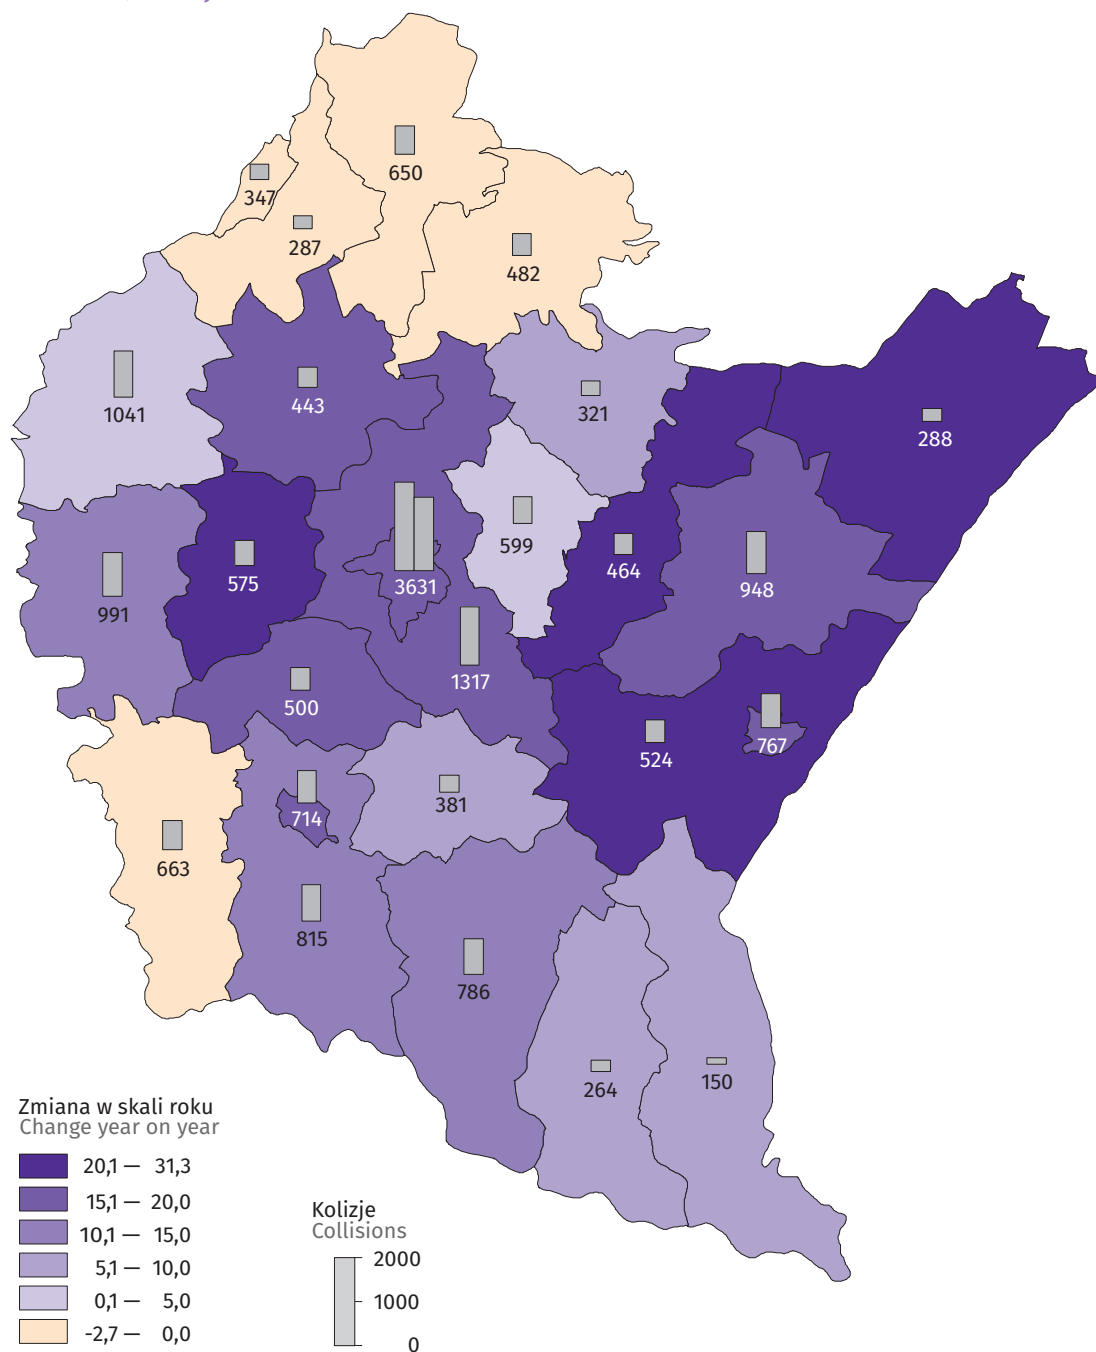 650
347
287
482
1041
443
321
288
599
464
948
575
3631
991
1317
500
524
767
381
714
663
815
786
264
150
Zmiana w skali roku
Change year on year
20,1 — 31,3
15,1 — 20,0
10,1 — 15,0
5,1 — 10,0
0,1 — 5,0
-2,7 — 0,0
Kolizje
Collisions
2000
1000
0